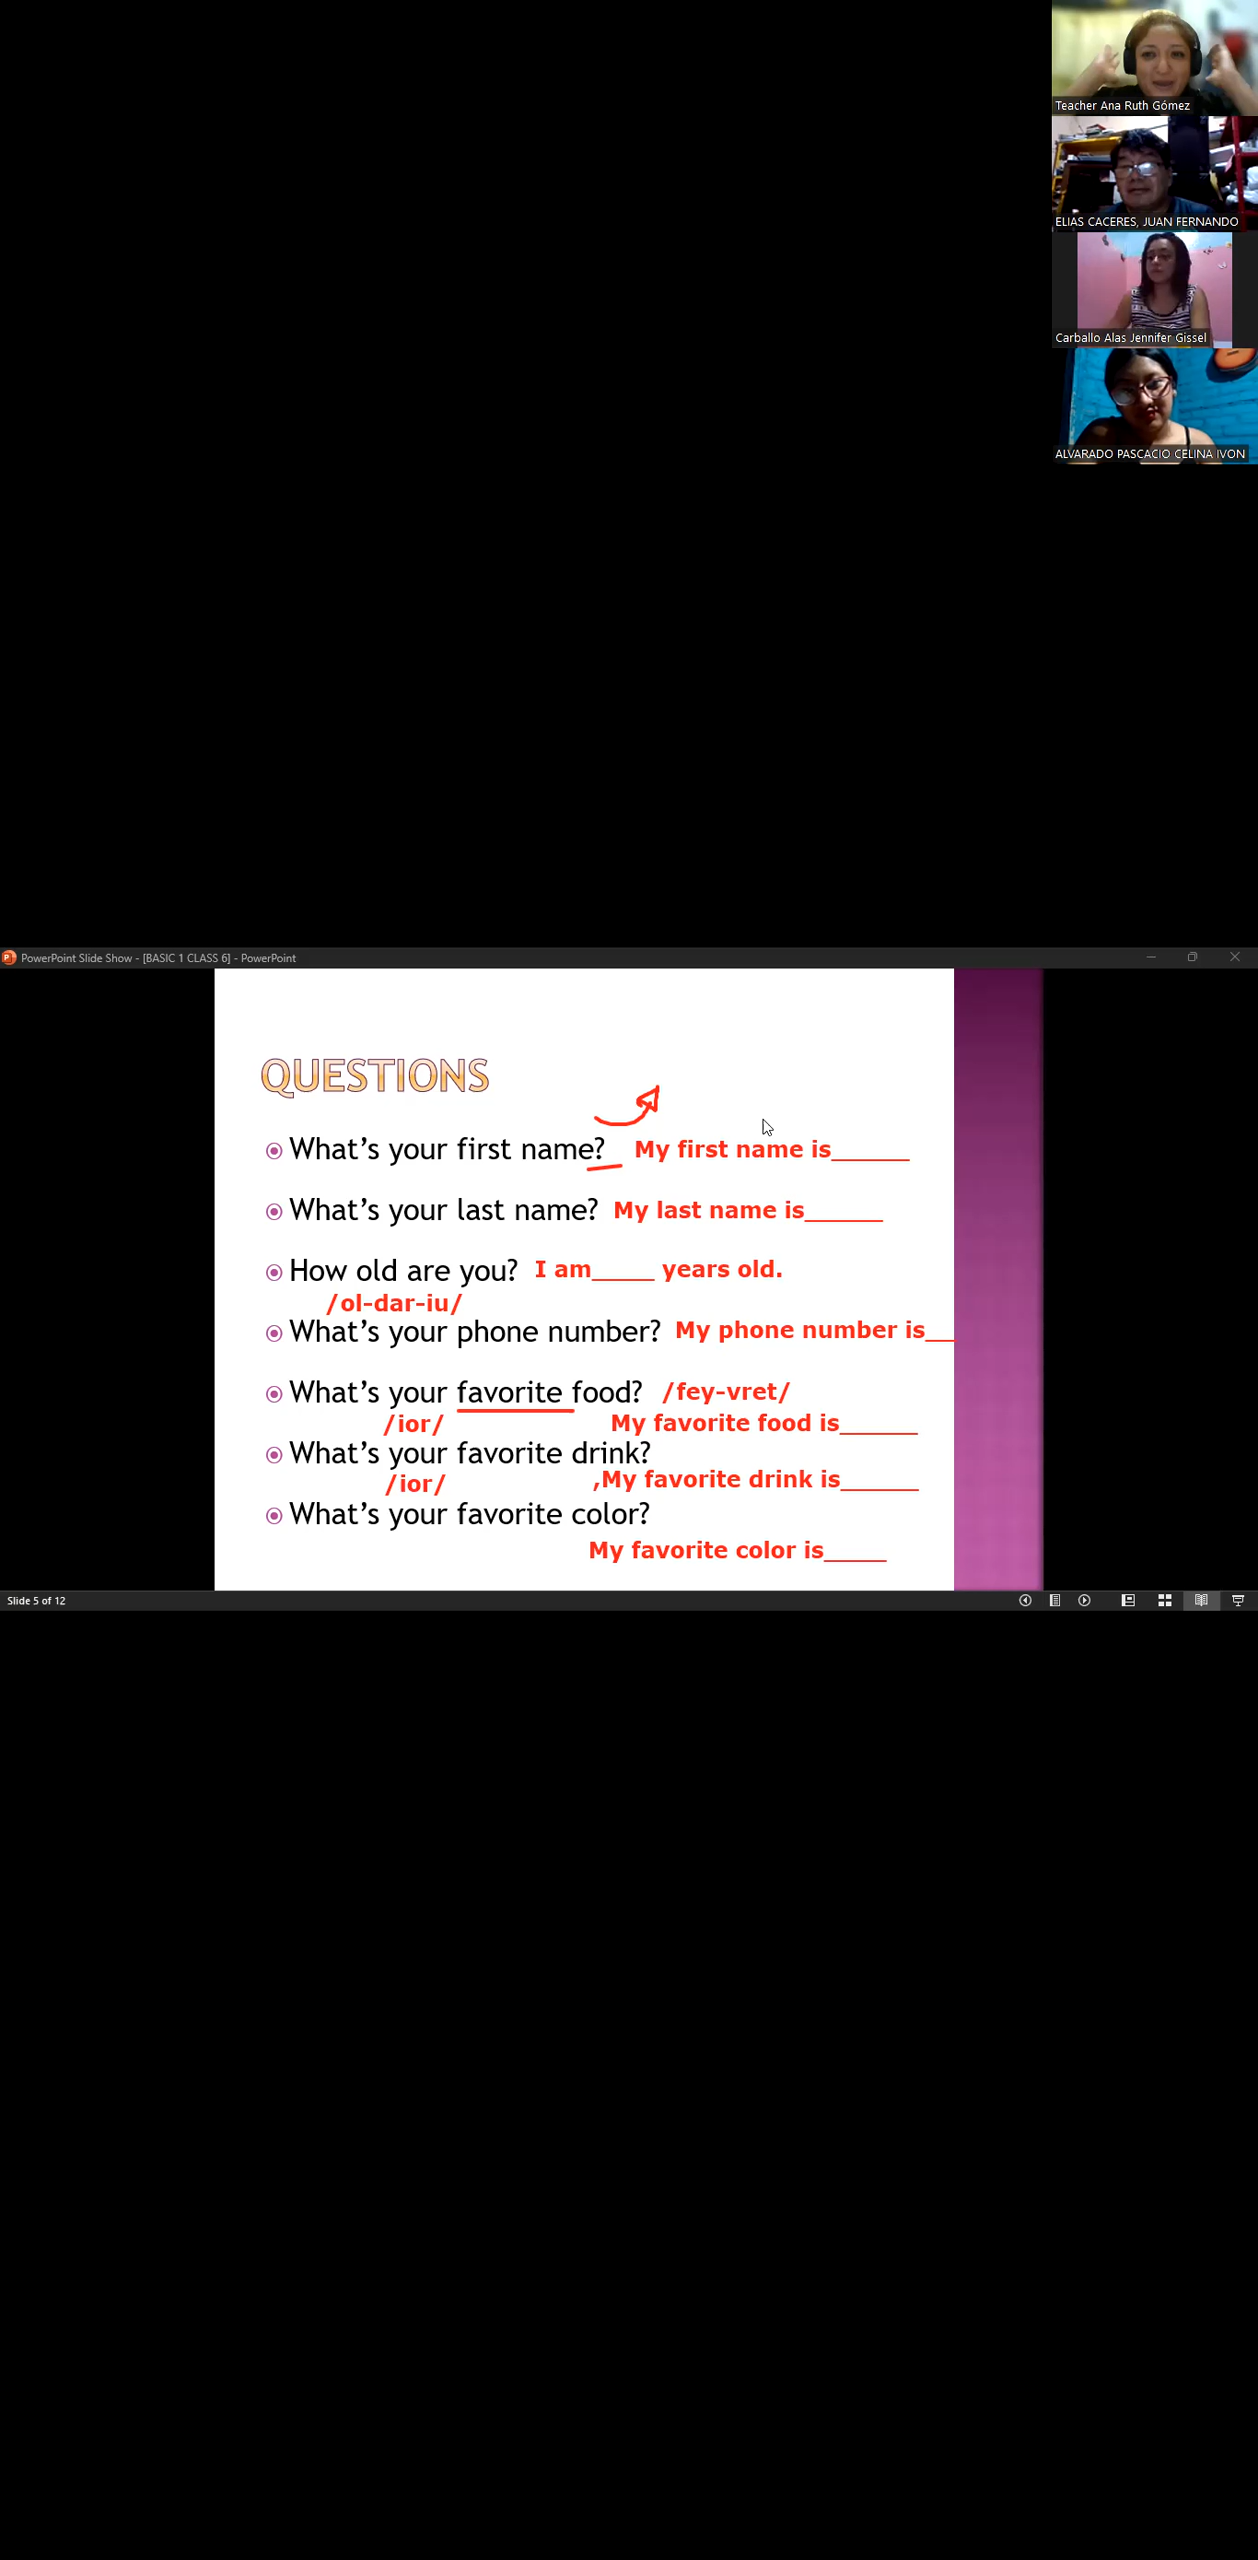 Teacher Ana Ruth Gómez
ELIAS CACERES, JUAN FERNANDO
Carballo Alas Jennifer Gissel
ALVARADO PASCACIO CELINA IVON
PowerPoint Slide Show - [BASIC 1 CLASS 6] - PowerPoint
QUESTIONS
What's your first name? My first name is______
What's your last name? My last name is______
How old are you? I am_____ years old.
/ol-dar-iu/
What's your phone number? My phone number is___
What's your favorite food? /fey-vret/
/ior/ My favorite food is______
What's your favorite drink?
/ior/ ,My favorite drink is______
What's your favorite color?
My favorite color is_____
Slide 5 of 12